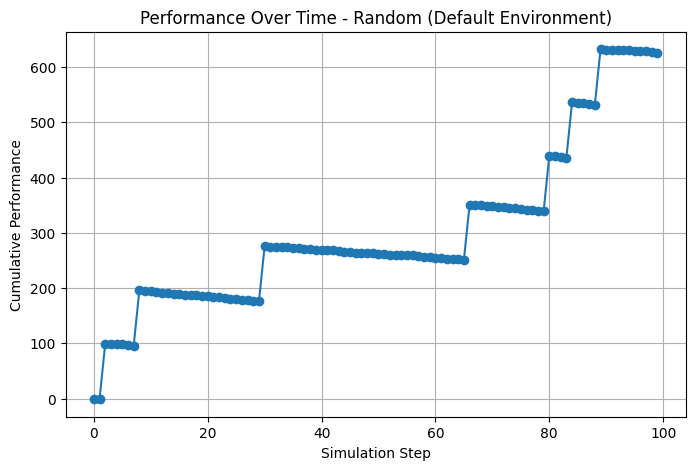 Performance Over Time - Random (Default Environment)
600
500
400
300
200
100
0
Cumulative Performance
0 20 40 60 80 100
Simulation Step